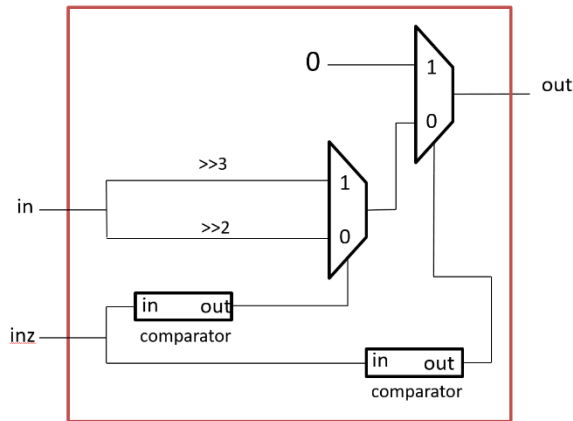 0
1
out
0
>>3
1
in
>>2
0
in out
inz
comparator
in out
comparator